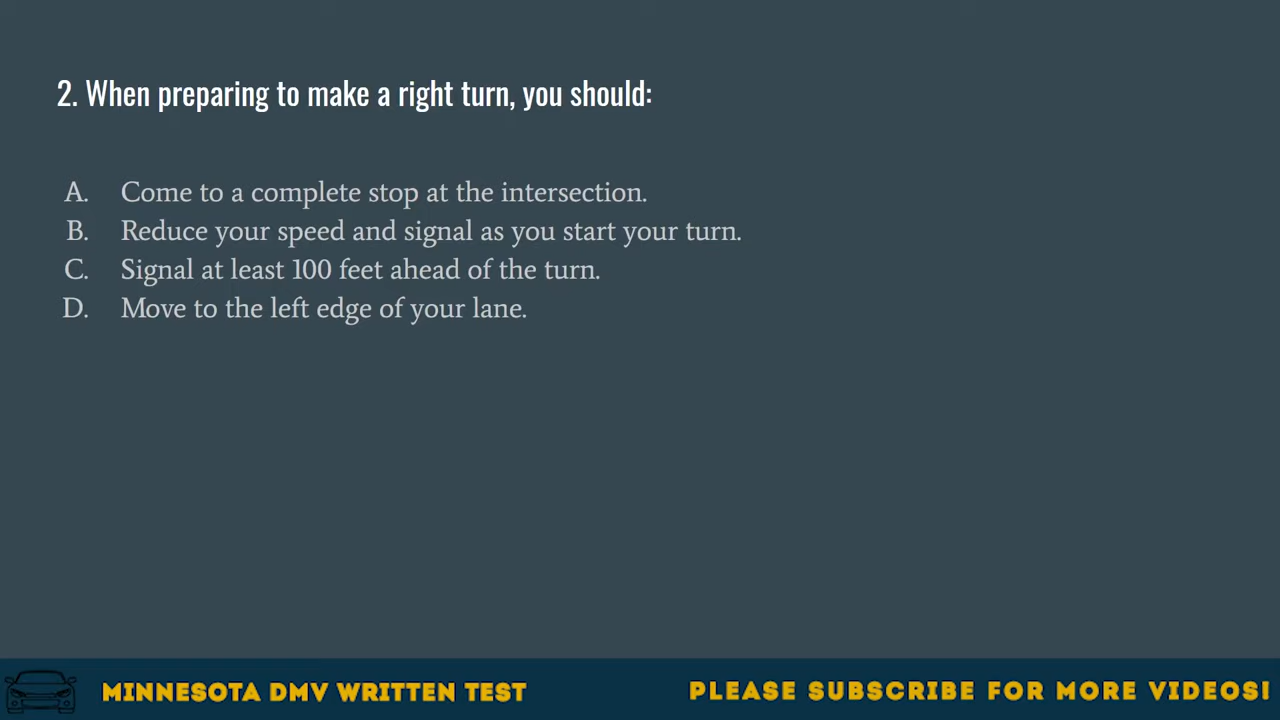 2. When preparing to make a right turn, you should:
A. Come to a complete stop at the intersection.
B. Reduce your speed and signal as you start your turn.
C. Signal at least 100 feet ahead of the turn.
D. Move to the left edge of your lane.
MINNESOTA DMV WRITTEN TEST
PLEASE SUBSCRIBE FOR MORE VIDEOS!